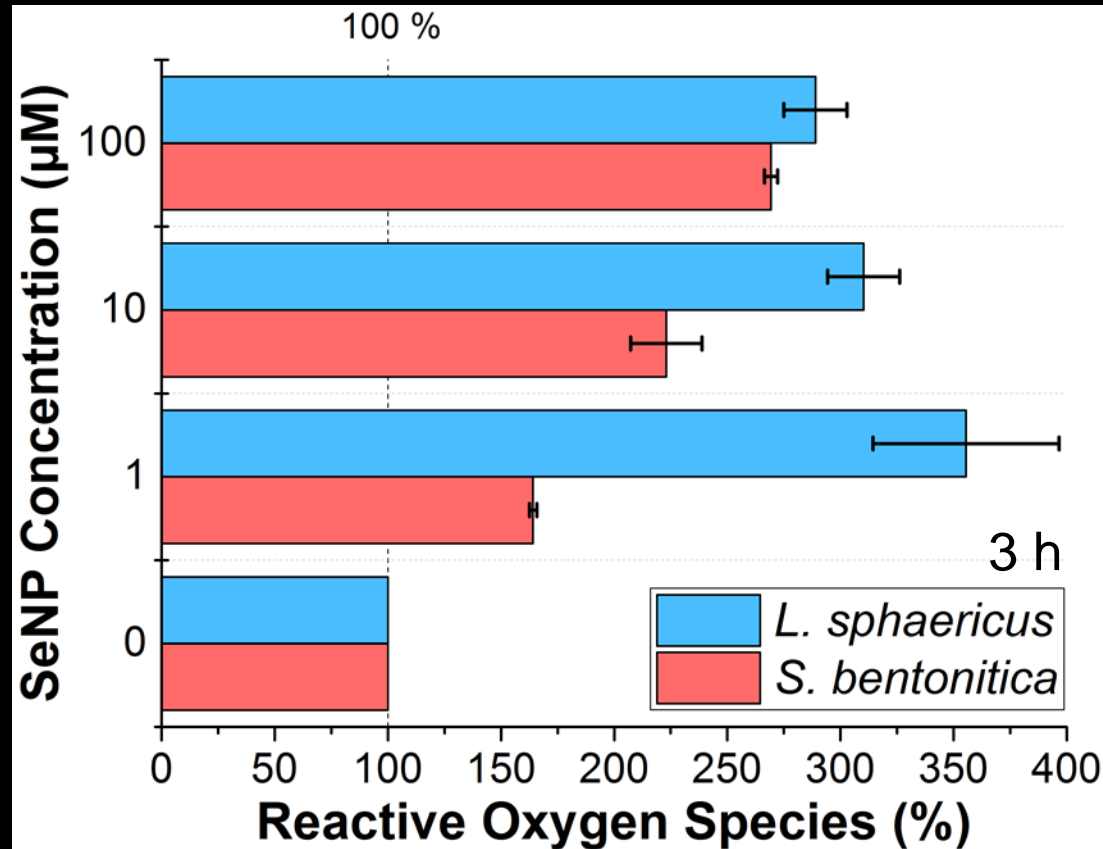 100 %
SeNP Concentration (µM)
100
10
1
0
3 h
L. sphaericus
S. bentonitica
0 50 100 150 200 250 300 350 400
Reactive Oxygen Species (%)